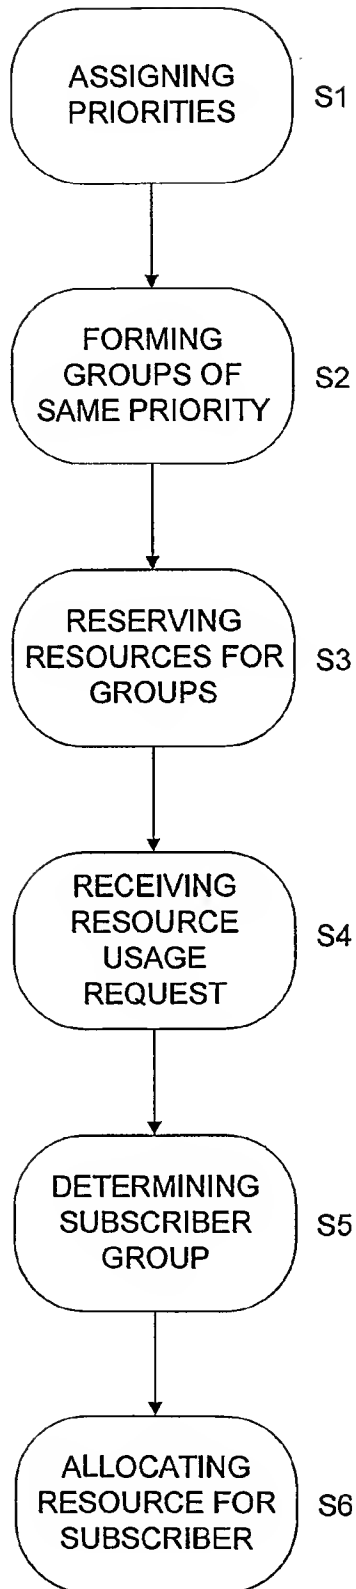 ASSIGNING
PRIORITIES
S1
FORMING
GROUPS OF
SAME PRIORITY
S2
RESERVING
RESOURCES FOR
GROUPS
S3
RECEIVING
RESOURCE
USAGE
REQUEST
S4
DETERMINING
SUBSCRIBER
GROUP
S5
ALLOCATING
RESOURCE FOR
SUBSCRIBER
S6